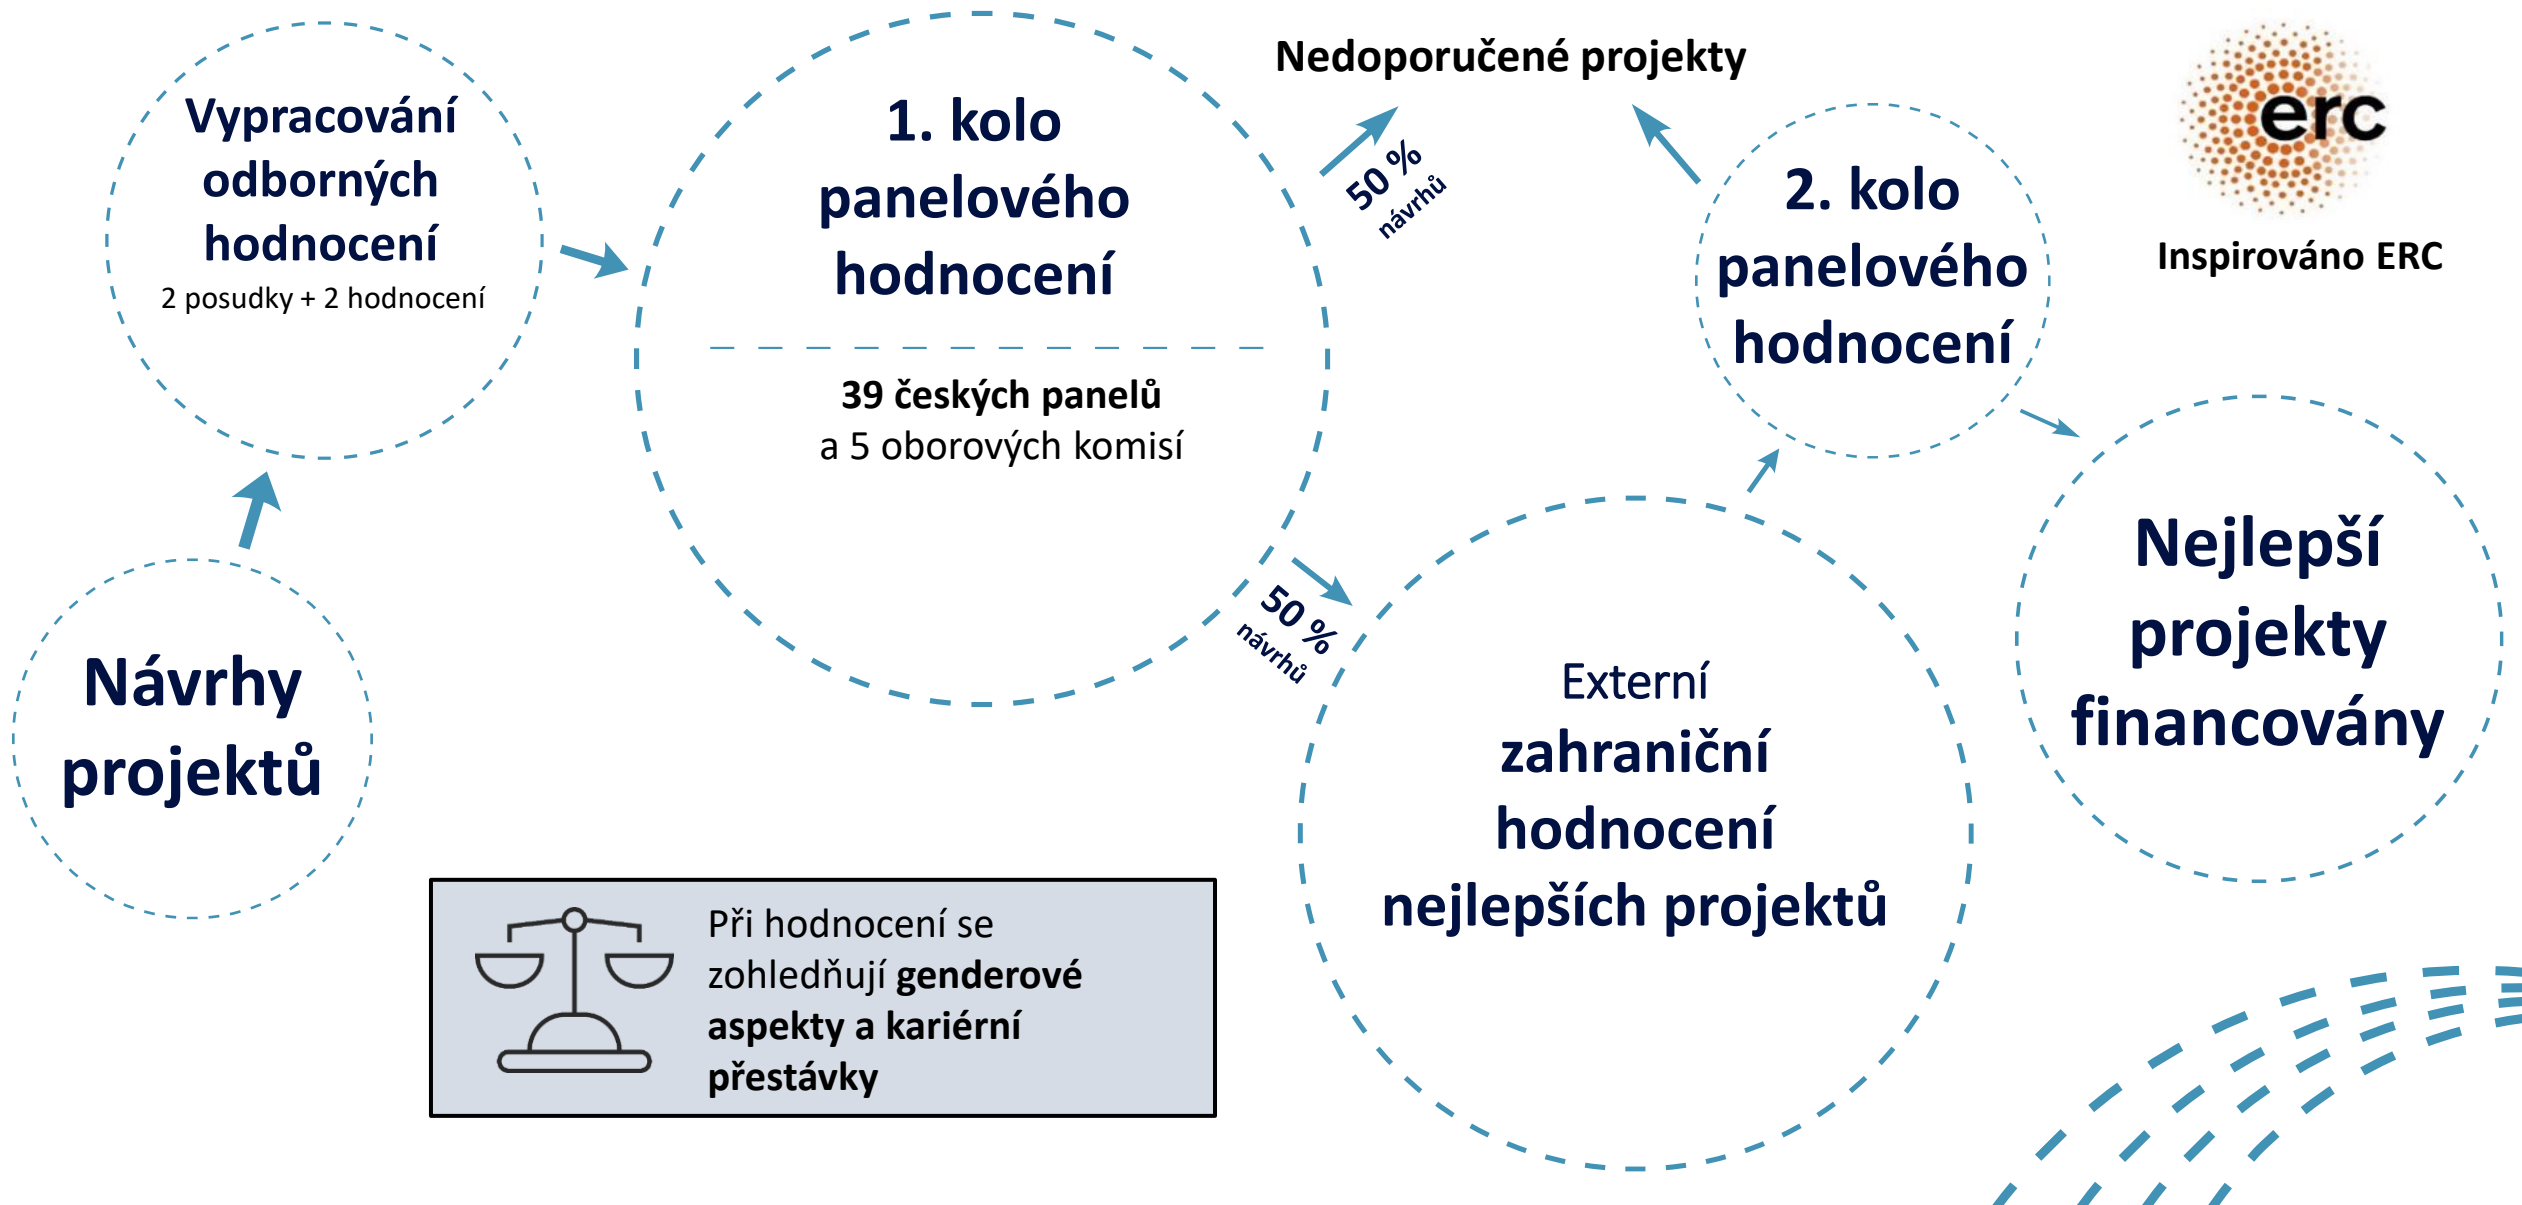 Návrhy
projektů
Vypracování
odborných
hodnocení
2 posudky + 2 hodnocení
1. kolo
panelového
hodnocení
39 českých panelů
a 5 oborových komisí
Nedoporučené projekty
50 %
návrhů
50 %
návrhů
Externí
zahraniční
hodnocení
nejlepších projektů
2. kolo
panelového
hodnocení
Nejlepší
projekty
financovány
erc
Inspirováno ERC
Při hodnocení se
zohledňují genderové
aspekty a kariérní
přestávky